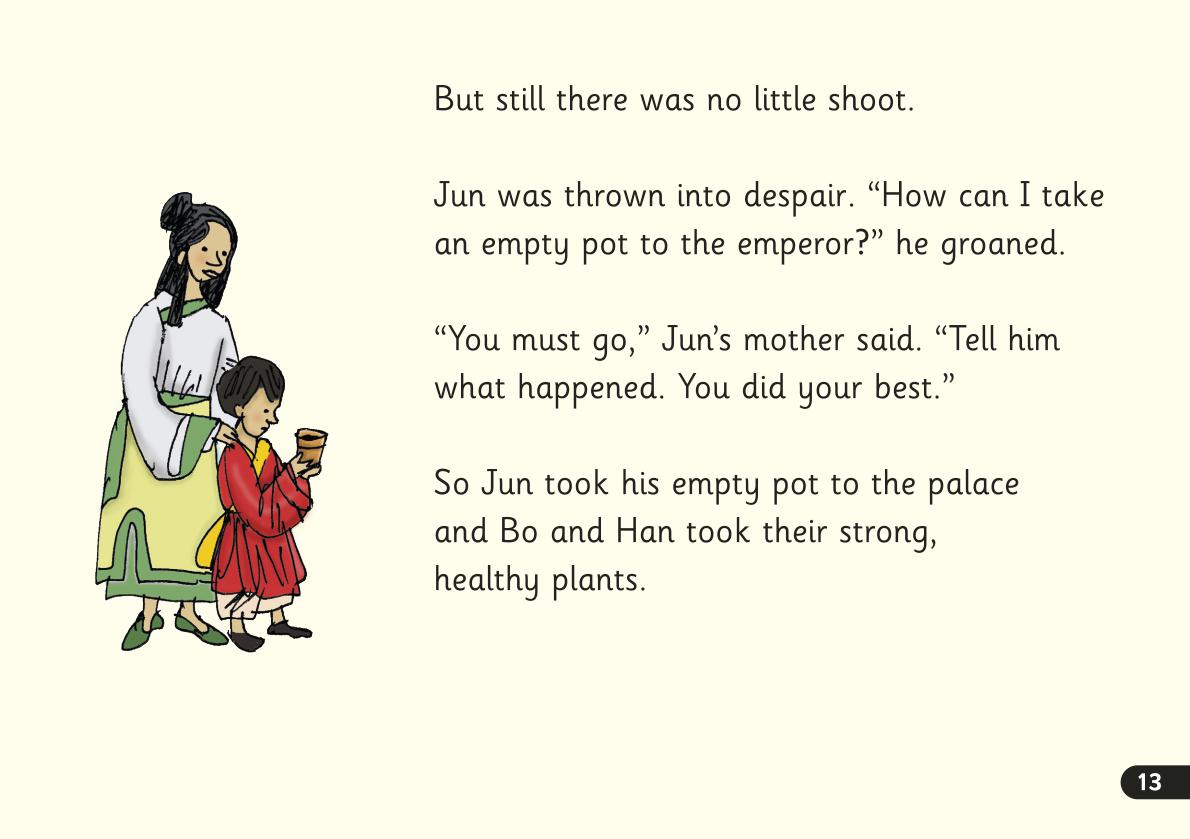 But still there was no little shoot.
Jun was thrown into despair. “How can I take
an empty pot to the emperor?” he groaned.
“You must go,” Jun’s mother said. “Tell him
what happened. You did your best.”
So Jun took his empty pot to the palace
and Bo and Han took their strong,
healthy plants.
13